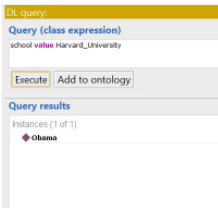 DL query:
Query (class expression)
school value Harvard_University
Execute Add to ontology
Query results
Instances (1 of 1)
Obama